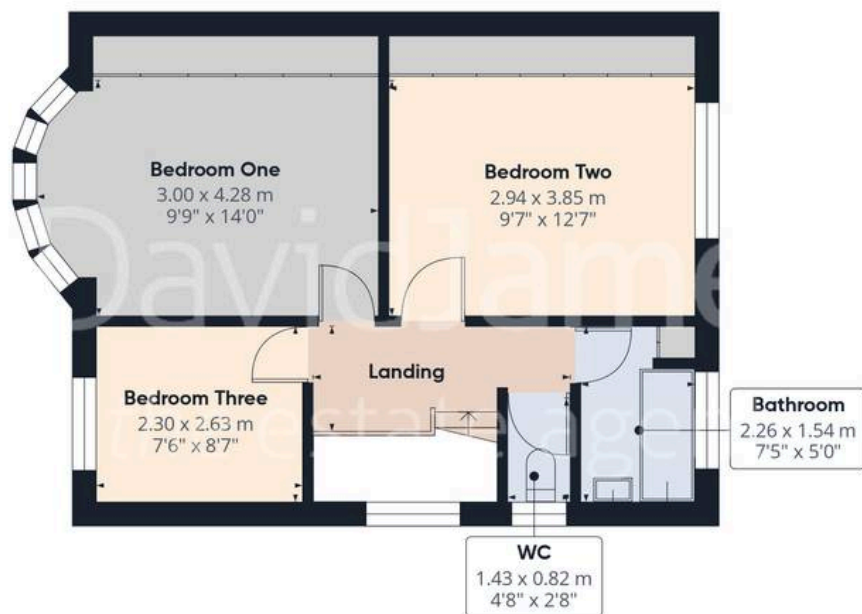 Bedroom One
3.00 x 4.28 m
9'9" x 14'0"
Bedroom Two
2.94 x 3.85 m
9'7" x 12'7"
DavidJame
Landing
Bedroom Three
2.30 x 2.63 m
7'6" x 8'7"
the estate agen
Bathroom
2.26 x 1.54 m
7'5" x 5'0"
WC
1.43 x 0.82 m
4'8" x 2'8"